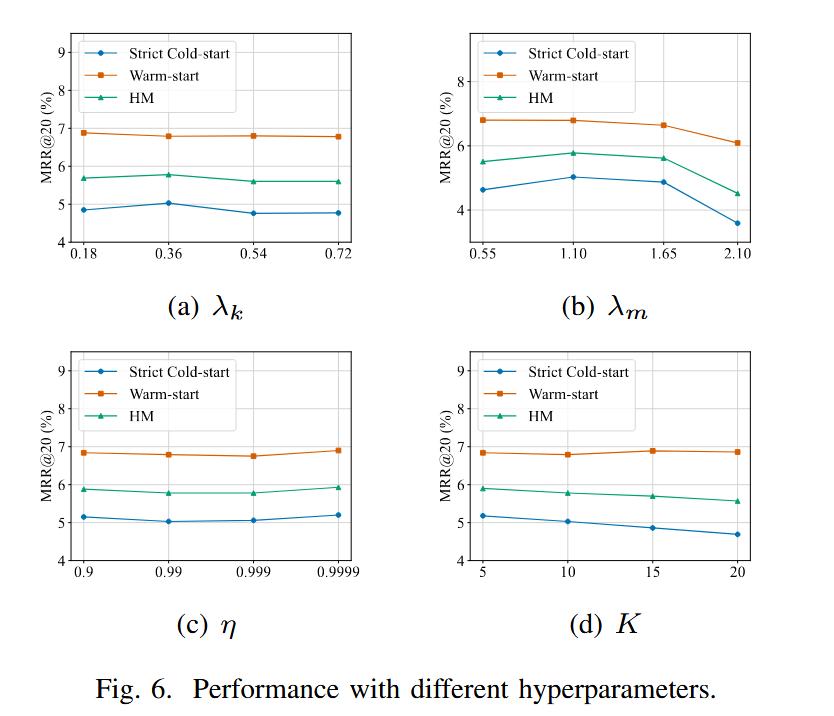 MRR@20 (%)
9
8
7
6
5
4
Strict Cold-start
Warm-start
HM
0.18 0.36 0.54 0.72
(a) λk
MRR@20 (%)
8
6
4
Strict Cold-start
Warm-start
HM
0.55 1.10 1.65 2.10
(b) λm
MRR@20 (%)
9
8
7
6
5
4
Strict Cold-start
Warm-start
HM
0.9 0.99 0.999 0.9999
(c) η
MRR@20 (%)
9
8
7
6
5
4
Strict Cold-start
Warm-start
HM
5 10 15 20
(d) K
Fig. 6. Performance with different hyperparameters.